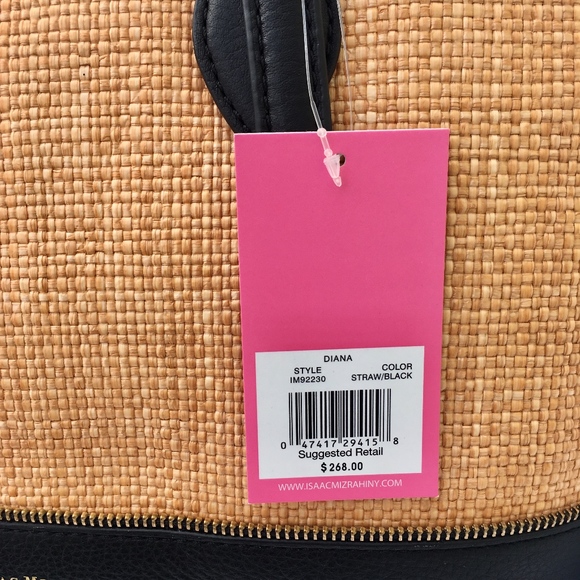 DIANA
STYLE COLOR
IM92230 STRAW/BLACK
0 47417 29415 8
Suggested Retail
$268.00
WWW.ISAACMIZRAHINY.COM